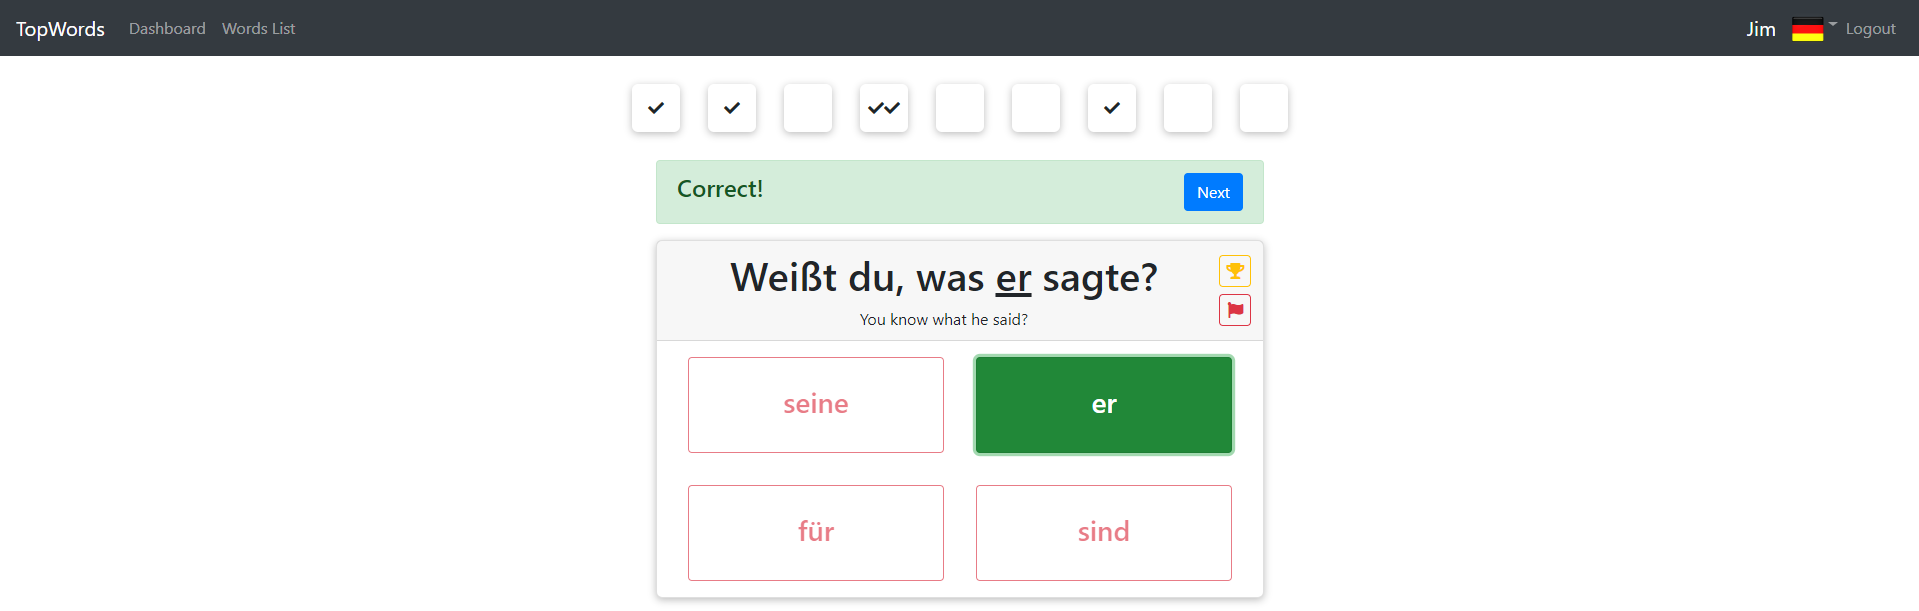 TopWords Dashboard Words List Jim Logout
Correct! Next
Weißt du, was er sagte?
You know what he said?
seine er
für sind